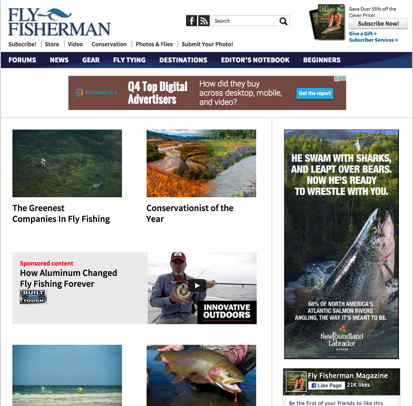 FLY-
FISHERMAN
Search
Save Over 55% off the
Cover Price!
Subscribe Now!
Give a Gift »
Subscriber Services »
Subscribe! | Store | Video Conservation | Photos & Flies | Submit Your Photo!
FORUMS NEWS GEAR FLY TYING DESTINATIONS EDITOR'S NOTEBOOK BEGINNERS
PATHMATICS
Q4 Top Digital
Advertisers
How did they buy
across desktop, mobile,
and video?
Get the report
The Greenest
Companies In Fly Fishing
Conservationist of the
Year
Sponsored content
How Aluminum Changed
Fly Fishing Forever
BUILT
TOUGH
INNOVATIVE
OUTDOORS
HE SWAM WITH SHARKS,
AND LEAPT OVER BEARS.
NOW HE'S READY
TO WRESTLE WITH YOU.
66% OF NORTH AMERICA'S
ATLANTIC SALMON RIVERS.
ANGLING, THE WAY IT'S MEANT TO BE.
Newfoundland
Labrador
CANADA
Fly Fisherman Magazine
Like Page 21K likes
Be the first of your friends to like this